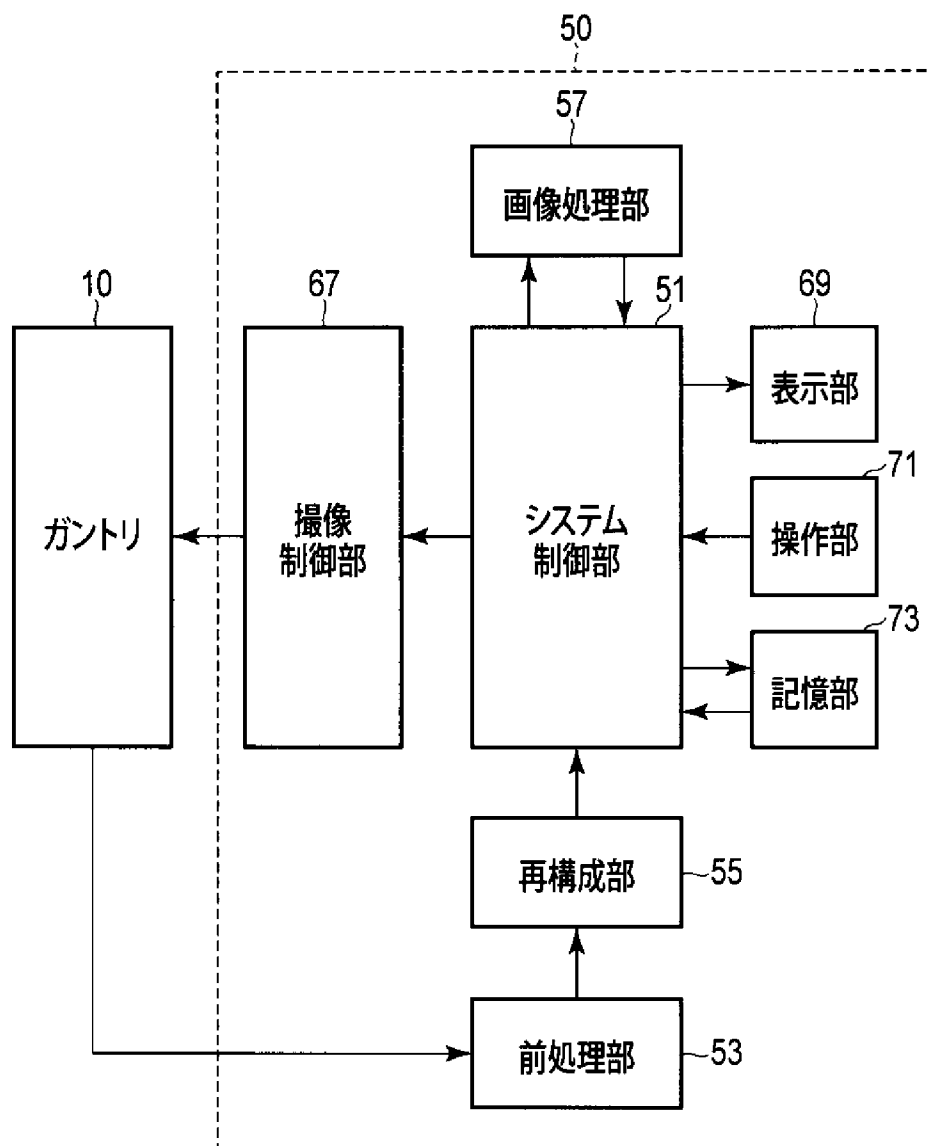 50
57
画像処理部
10
67
51
69
表示部
71
ガントリ
撮像
制御部
システム
制御部
操作部
73
記憶部
再構成部
55
前処理部
53